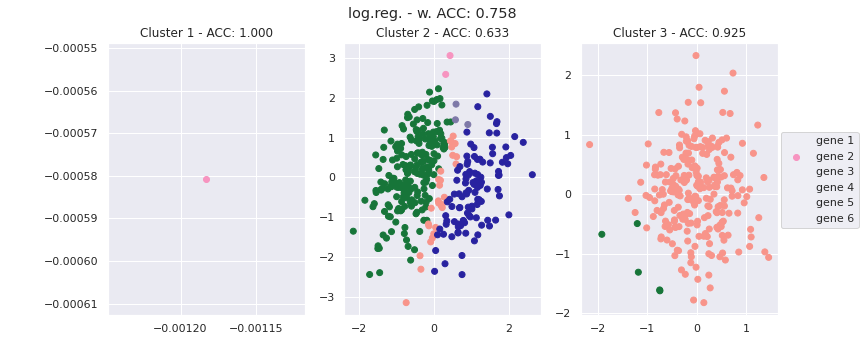 log.reg. - w. ACC: 0.758
Cluster 1 - ACC: 1.000
−0.00055
−0.00056
−0.00057
−0.00058
−0.00059
−0.00060
−0.00061
−0.00120 −0.00115
Cluster 2 - ACC: 0.633
3
2
1
0
−1
−2
−3
−2 0 2
Cluster 3 - ACC: 0.925
2
1
0
−1
−2
−2 −1 0 1
gene 1
gene 2
gene 3
gene 4
gene 5
gene 6